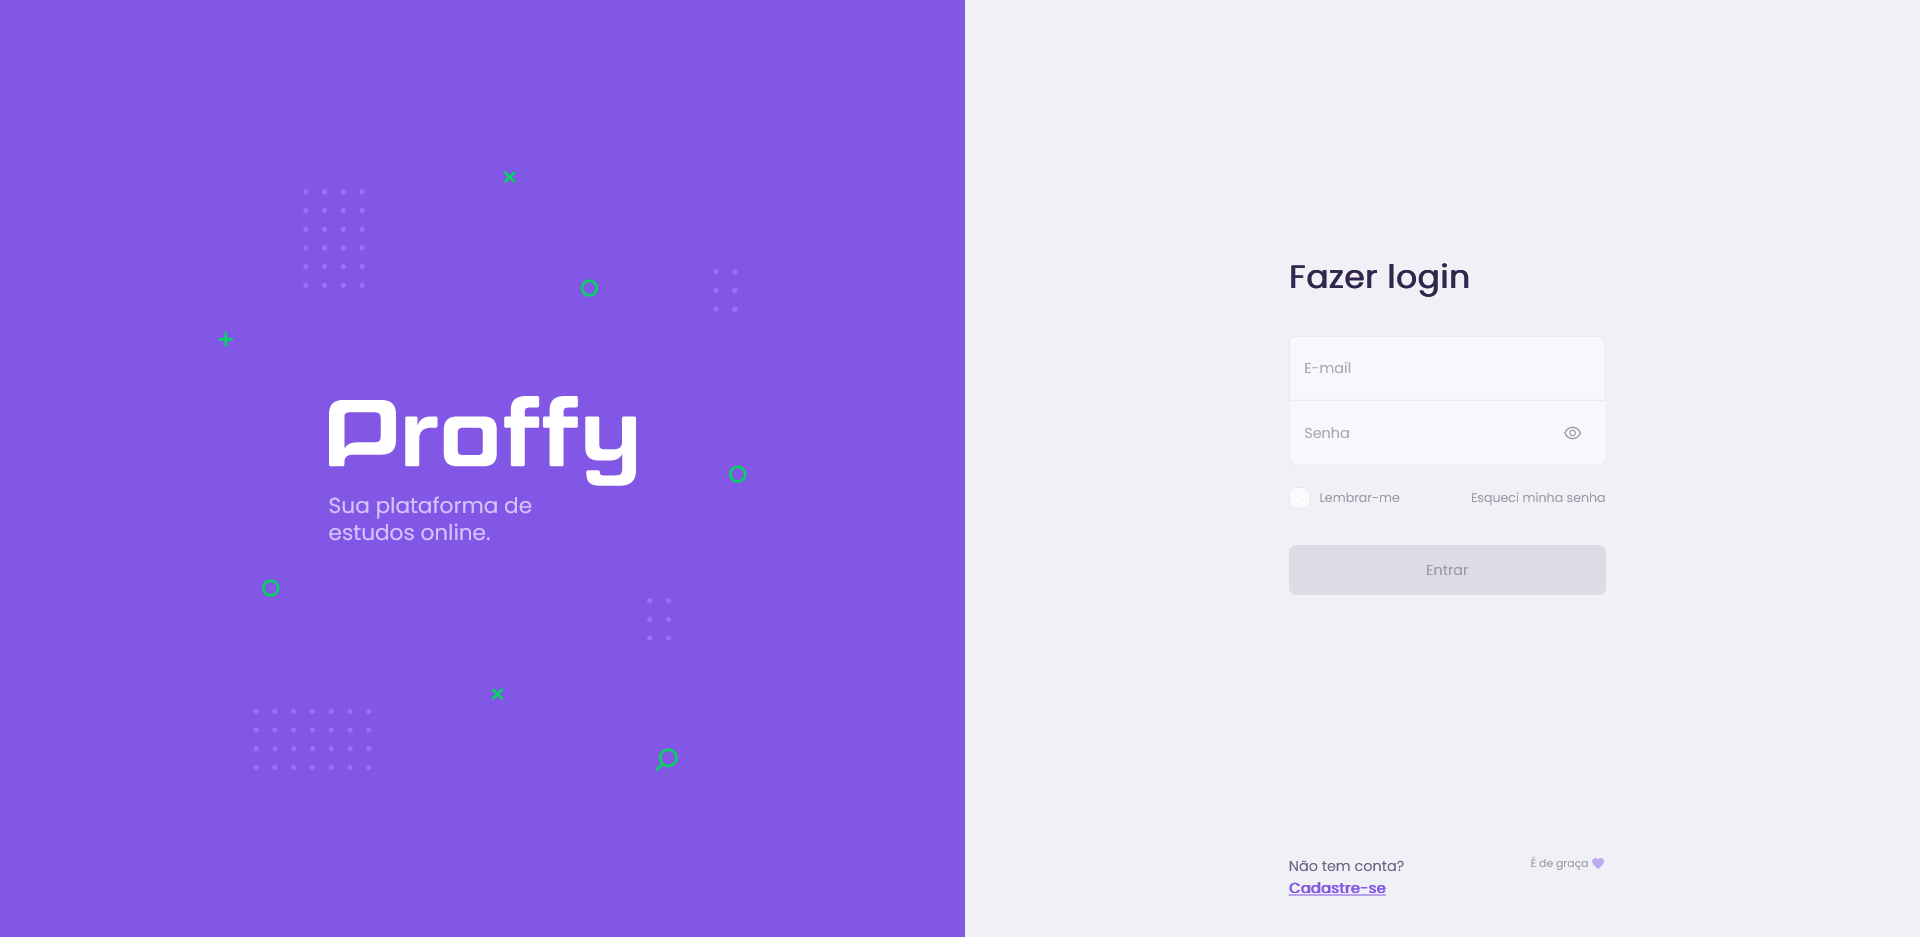 Proffy
Sua plataforma de
estudos online.
Fazer login
E-mail
Senha
Lembrar-me
Esqueci minha senha
Entrar
Não tem conta?
Cadastre-se
É de graça